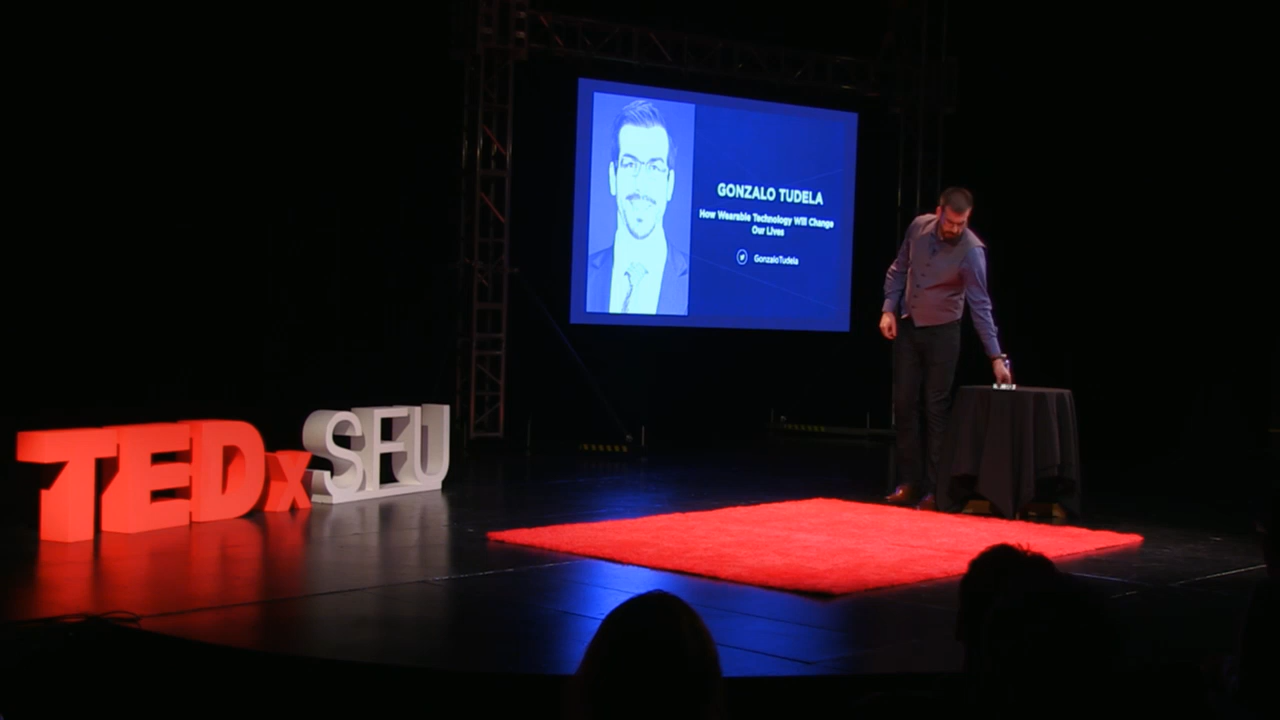 TEDxSFU
GONZALO TUDELA
How Wearable Technology Will Change
Our Lives
GonzaloTudela